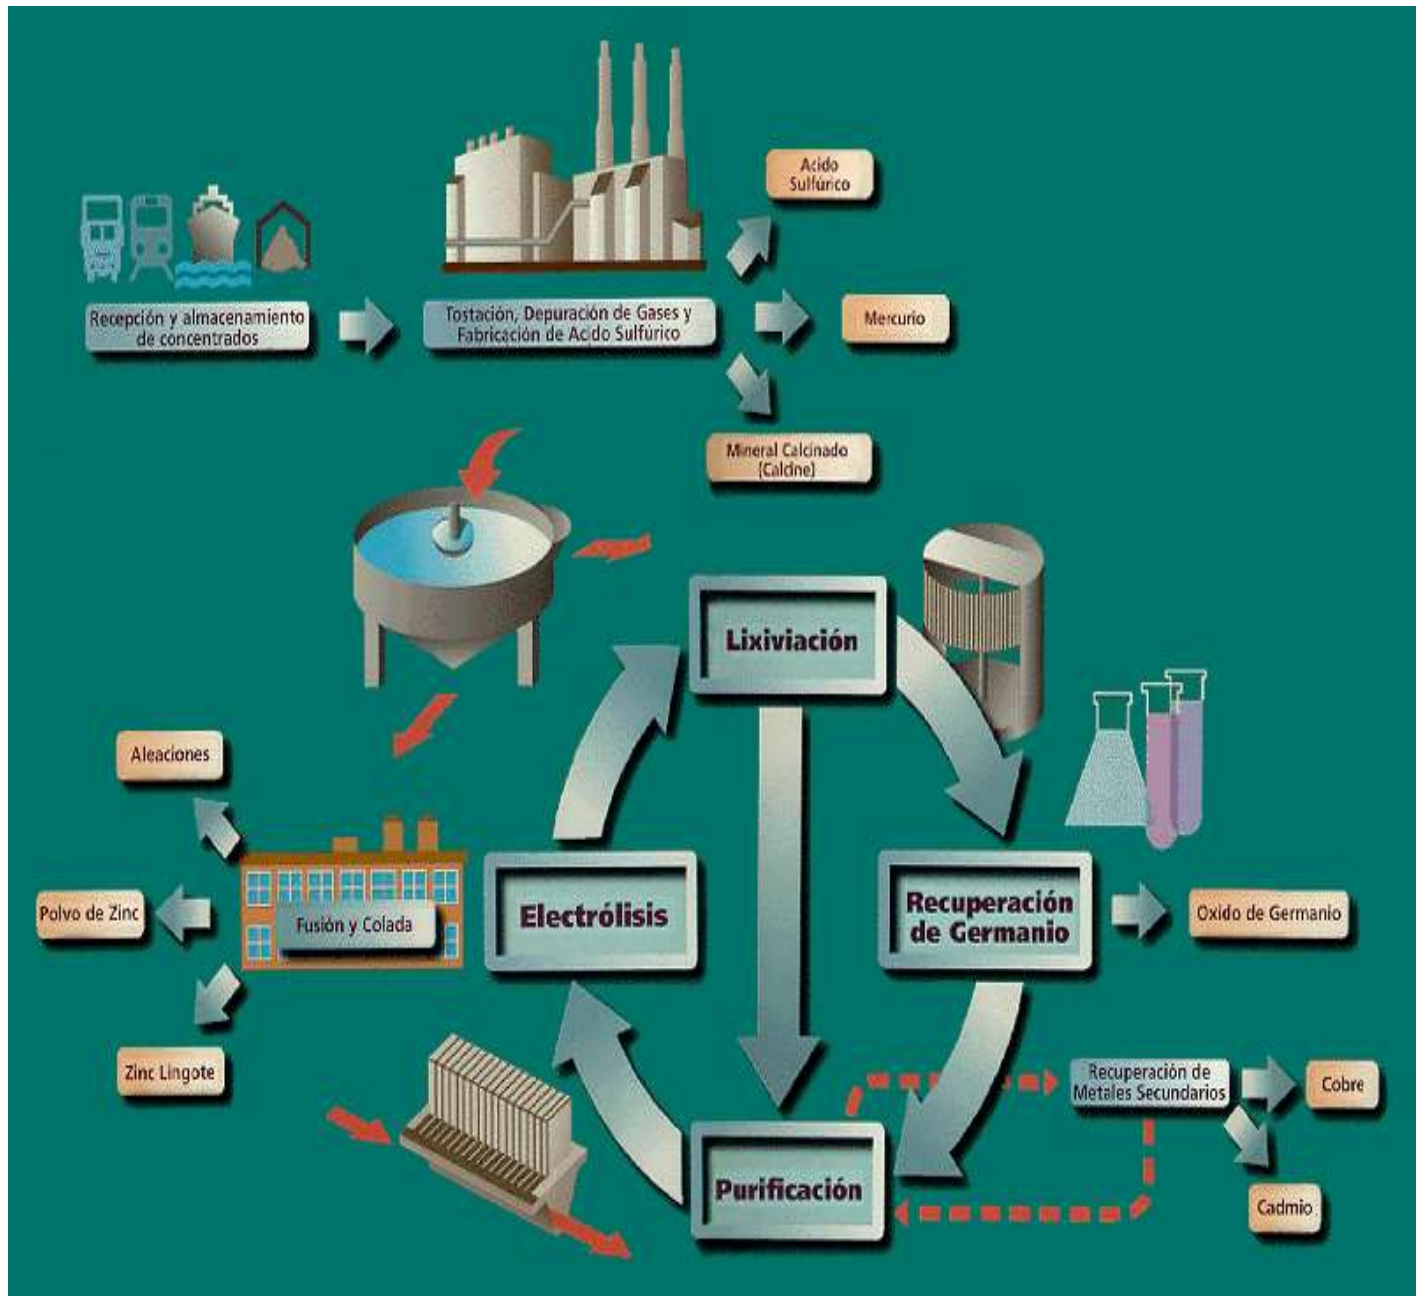 Acido
Sulfúrico
Recepción y almacenamiento
de concentrados
Tostación, Depuración de Gases y
Fabricación de Acido Sulfúrico
Mercurio
Mineral Calcinado
(Calcine)
Lixiviación
Aleaciones
Polvo de Zinc
Fusión y Colada
Electrólisis
Recuperación
de Germanio
Oxido de Germanio
Zinc Lingote
Recuperación de
Metales Secundarios
Cobre
Purificación
Cadmio